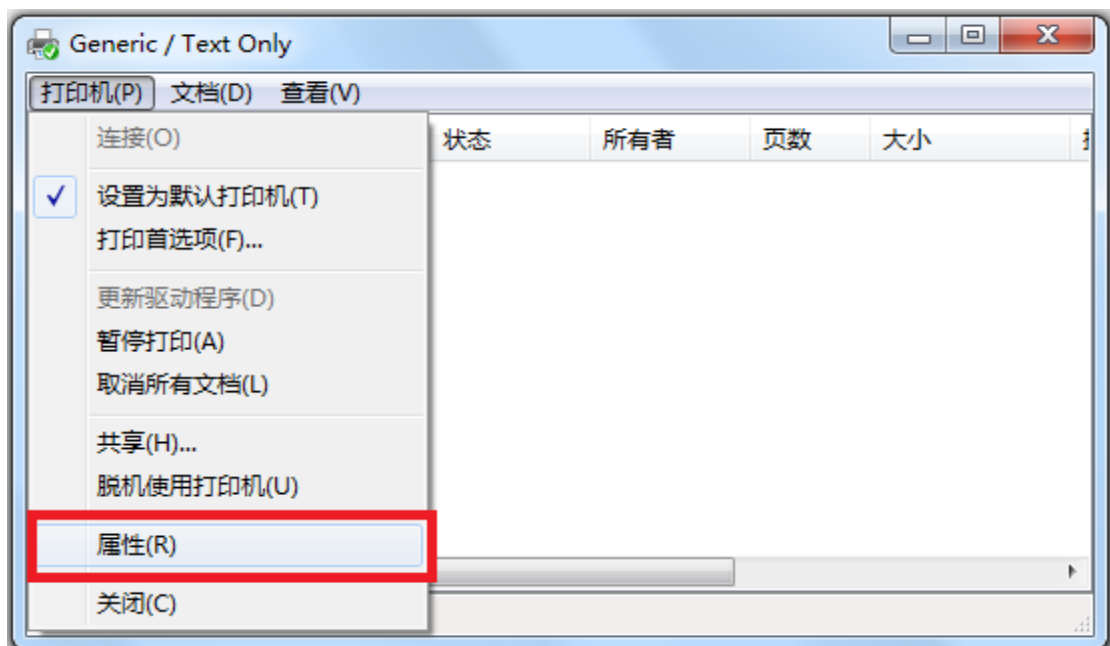 Generic / Text Only
打印机(P) 文档(D) 查看(V)
连接(O) 状态 所有者 页数 大小
设置为默认打印机(T)
打印首选项(F)...
更新驱动程序(D)
暂停打印(A)
取消所有文档(L)
共享(H)...
脱机使用打印机(U)
属性(R)
关闭(C)